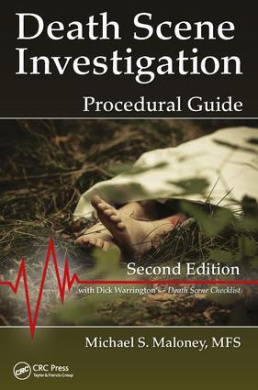 Death Scene
Investigation
Procedural Guide
Second Edition
with Dick Warrington's - Death Scene Checklist
Michael S. Maloney, MFS
CRC Press
Taylor & Francis Group